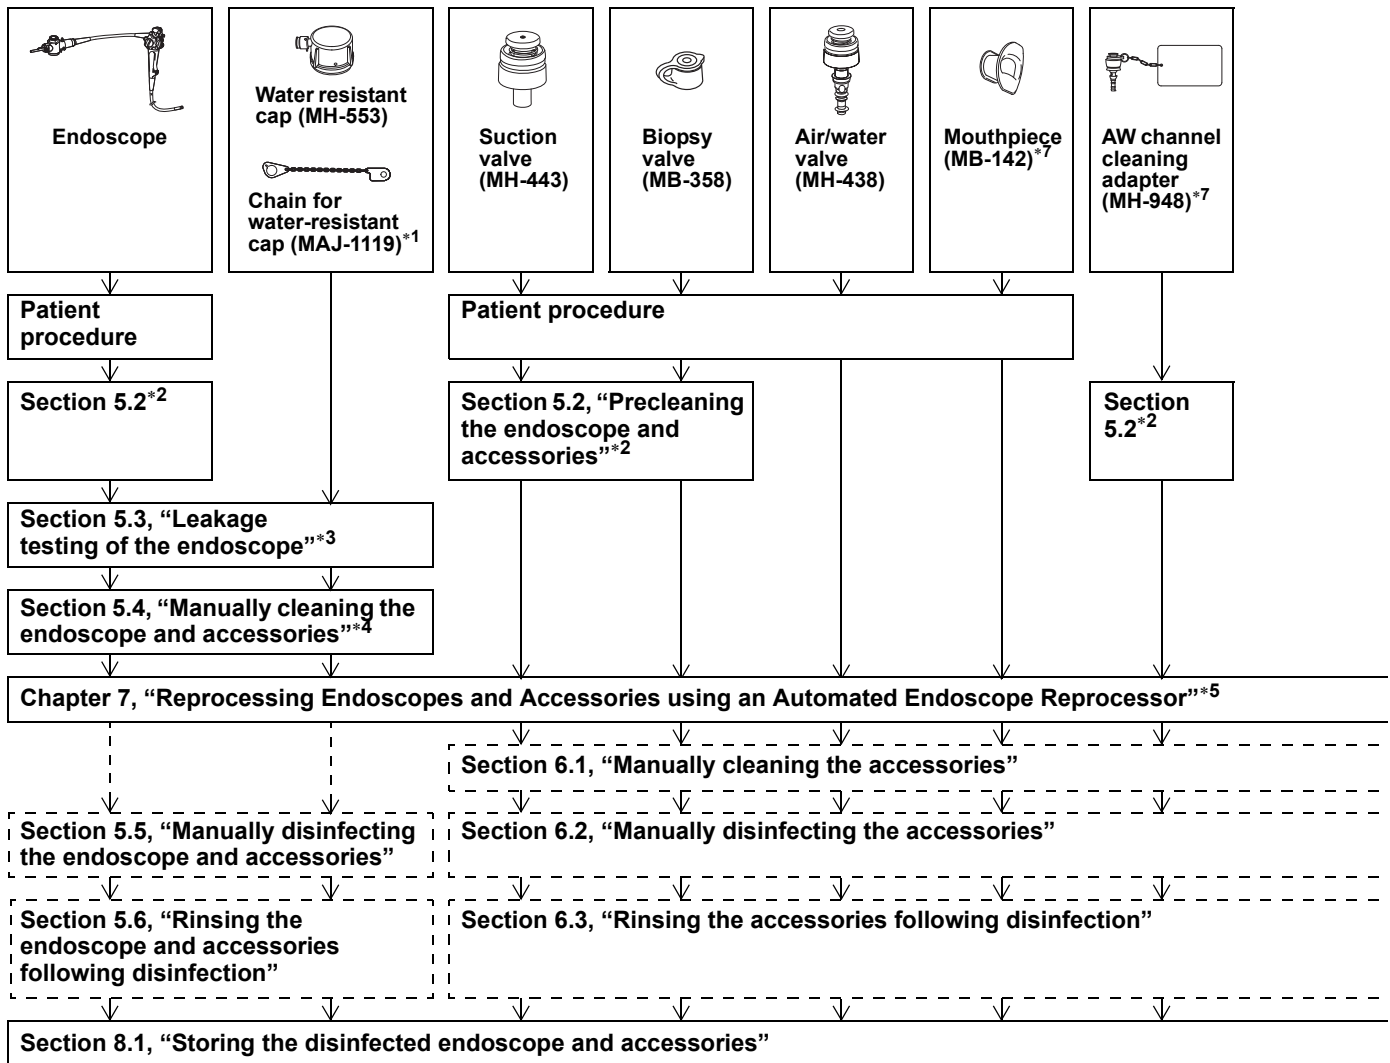 Endoscope
Water resistant
cap (MH-553)
Chain for
water-resistant
cap (MAJ-1119)*1
Suction
valve
(MH-443)
Biopsy
valve
(MB-358)
Air/water
valve
(MH-438)
Mouthpiece
(MB-142)*7
AW channel
cleaning
adapter
(MH-948)*7
Patient
procedure
Patient procedure
Section 5.2*2
Section 5.2, “Precleaning
the endoscope and
accessories”*2
Section
5.2*2
Section 5.3, “Leakage
testing of the endoscope”*3
Section 5.4, “Manually cleaning the
endoscope and accessories”*4
Chapter 7, “Reprocessing Endoscopes and Accessories using an Automated Endoscope Reprocessor”*5
Section 6.1, “Manually cleaning the accessories”
Section 5.5, “Manually disinfecting
the endoscope and accessories”
Section 6.2, “Manually disinfecting the accessories”
Section 5.6, “Rinsing the
endoscope and accessories
following disinfection”
Section 6.3, “Rinsing the accessories following disinfection”
Section 8.1, “Storing the disinfected endoscope and accessories”